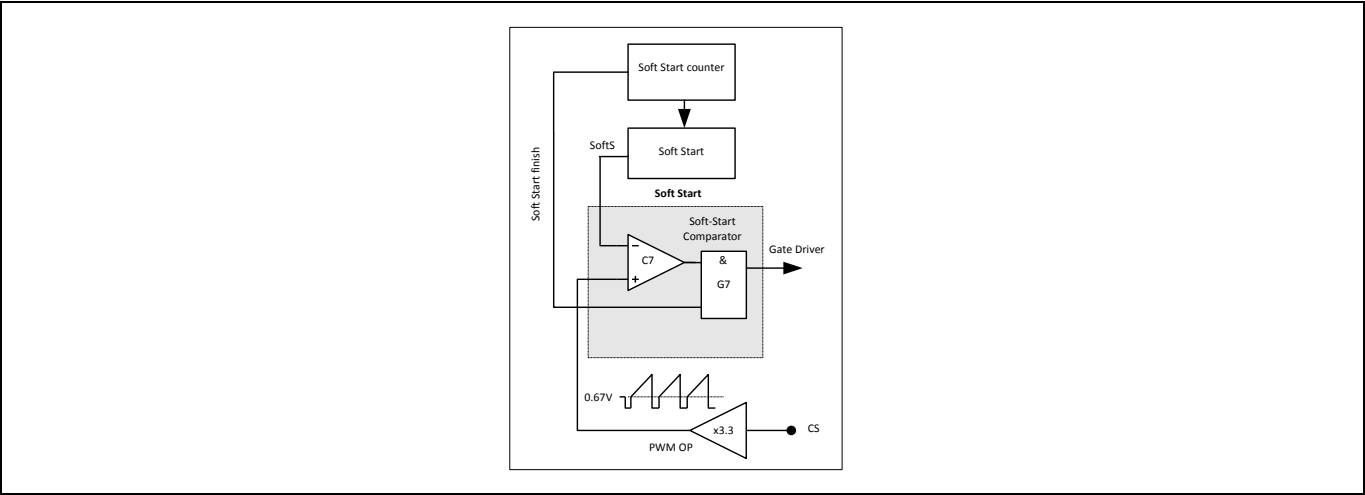 Soft Start counter
SoftS
Soft Start
Soft Start finish
Soft Start
Soft-Start
Comparator
Gate Driver
−
C7
+
&
G7
0.67V
x3.3
CS
PWM OP